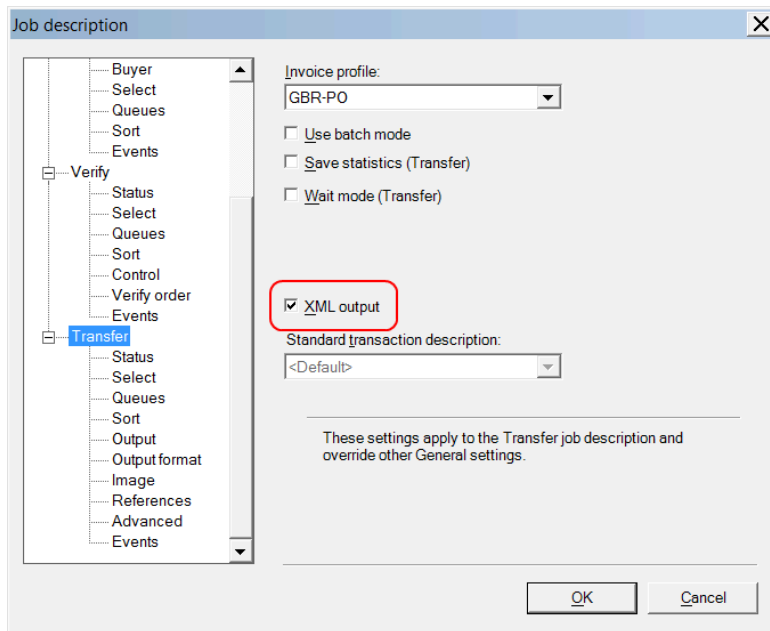 Job description
Buyer
Select
Queues
Sort
Events
Verify
Status
Select
Queues
Sort
Control
Verify order
Events
Transfer
Status
Select
Queues
Sort
Output
Output format
Image
References
Advanced
Events
Invoice profile:
GBR-PO
Use batch mode
Save statistics (Transfer)
Wait mode (Transfer)
XML output
Standard transaction description:
<Default>
These settings apply to the Transfer job description and
override other General settings.
OK
Cancel